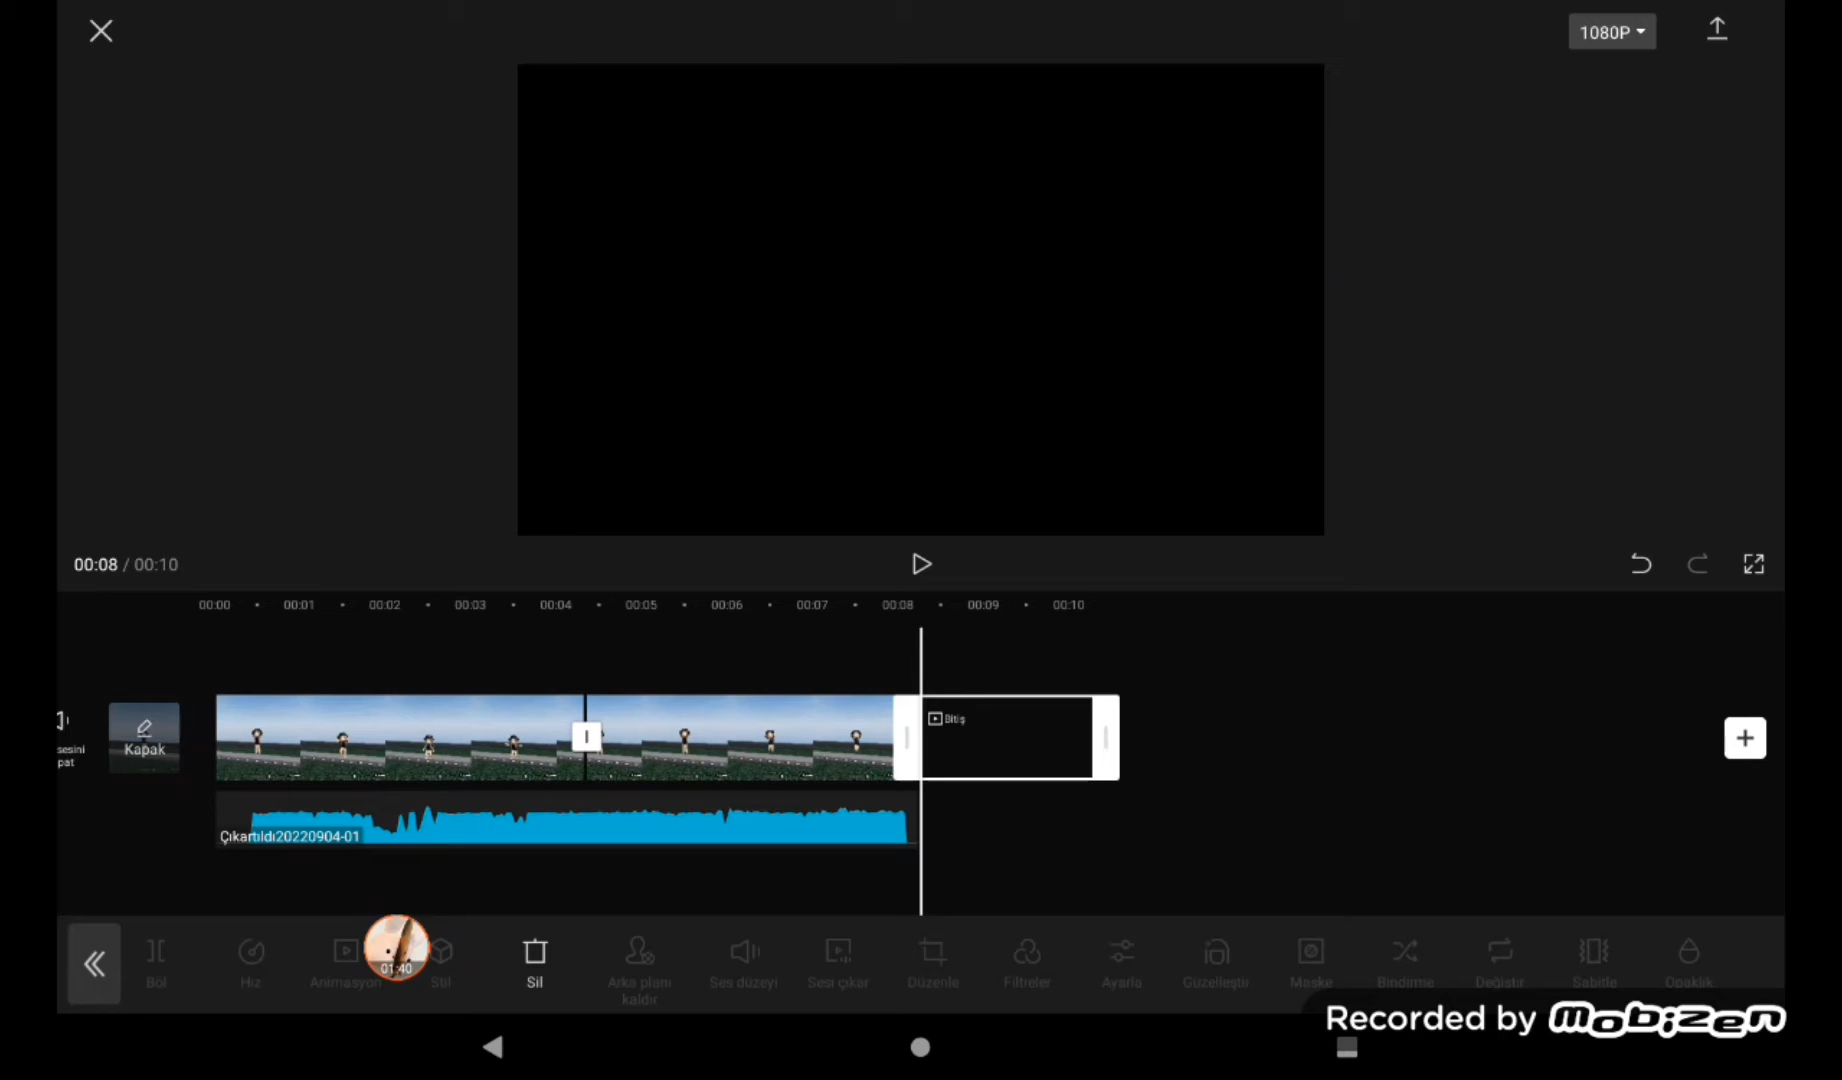 1080P
00:08 / 00:10
00:00 00:01 00:02 00:03 00:04 00:05 00:06 00:07 00:08 00:09 00:10
sesini
pat
Kapak
Bitiş
Çıkartıldı20220904-01
01:40
Böl
Hız
Animasyon
Stil
Sil
Arka planı
kaldır
Ses düzeyi
Sesi çıkar
Düzenle
Filtreler
Ayarla
Güzelleştir
Maske
Bindirme
Değiştir
Sabitle
Opaklık
Recorded by Mobizen